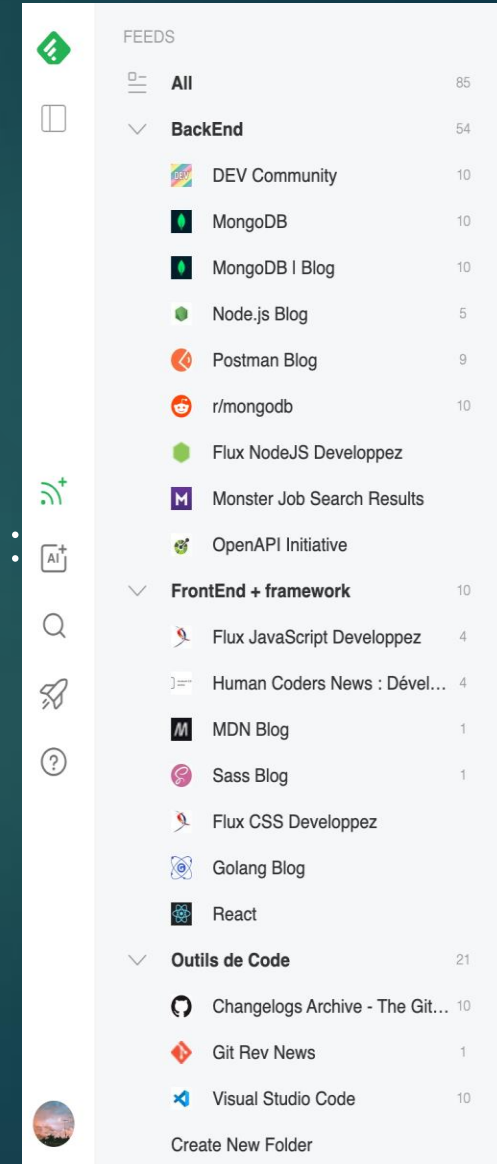 FEEDS
All 85
BackEnd 54
DEV DEV Community 10
MongoDB 10
MongoDB | Blog 10
Node.js Blog 5
Postman Blog 9
r/mongodb 10
Flux NodeJS Developpez
M Monster Job Search Results
OpenAPI Initiative
AI
FrontEnd + framework 10
Flux JavaScript Developpez 4
Human Coders News : Dével... 4
M MDN Blog 1
Sass Blog 1
?
Flux CSS Developpez
Golang Blog
React
Outils de Code 21
Changelogs Archive - The Git... 10
Git Rev News 1
Visual Studio Code 10
Create New Folder